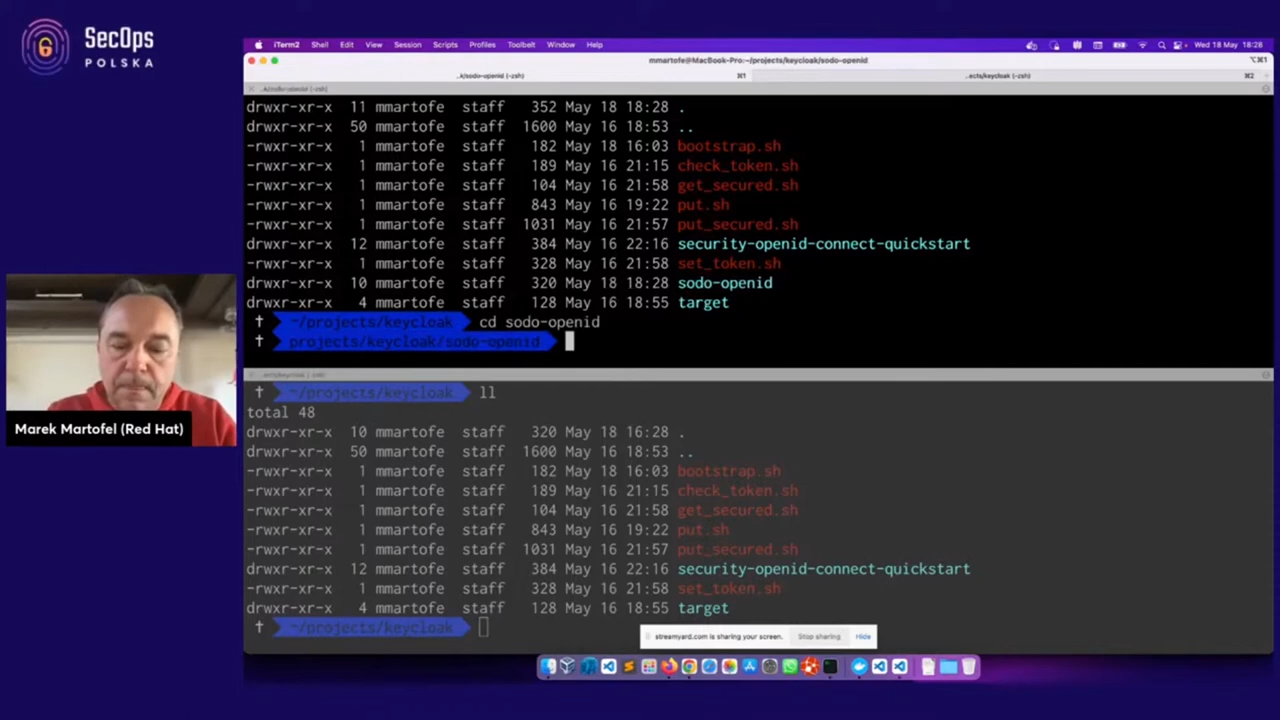 SecOps
POLSKA
iTerm2 Shell Edit View Session Scripts Profiles Toolbelt Window Help
Wed 18 May 18:28
mmartofe@MacBook-Pro:~/projects/keycloak/sodo-openid
⌥⌘1
..k/sodo-openid (-zsh) ⌘1 ..ects/keycloak (-zsh) ⌘2
..k/sodo-openid (-zsh)
drwxr-xr-x 11 mmartofe staff 352 May 18 18:28 .
drwxr-xr-x 50 mmartofe staff 1600 May 16 18:53 ..
-rwxr-xr-x 1 mmartofe staff 182 May 18 16:03 bootstrap.sh
-rwxr-xr-x 1 mmartofe staff 189 May 16 21:15 check_token.sh
-rwxr-xr-x 1 mmartofe staff 104 May 16 21:58 get_secured.sh
-rwxr-xr-x 1 mmartofe staff 843 May 16 19:22 put.sh
-rwxr-xr-x 1 mmartofe staff 1031 May 16 21:57 put_secured.sh
drwxr-xr-x 12 mmartofe staff 384 May 16 22:16 security-openid-connect-quickstart
-rwxr-xr-x 1 mmartofe staff 328 May 16 21:58 set_token.sh
drwxr-xr-x 10 mmartofe staff 320 May 18 18:28 sodo-openid
drwxr-xr-x 4 mmartofe staff 128 May 16 18:55 target
† ~/projects/keycloak cd sodo-openid
† projects/keycloak/sodo-openid
† ~/projects/keycloak ll
total 48
drwxr-xr-x 10 mmartofe staff 320 May 18 16:28 .
drwxr-xr-x 50 mmartofe staff 1600 May 16 18:53 ..
-rwxr-xr-x 1 mmartofe staff 182 May 18 16:03 bootstrap.sh
-rwxr-xr-x 1 mmartofe staff 189 May 16 21:15 check_token.sh
-rwxr-xr-x 1 mmartofe staff 104 May 16 21:58 get_secured.sh
-rwxr-xr-x 1 mmartofe staff 843 May 16 19:22 put.sh
-rwxr-xr-x 1 mmartofe staff 1031 May 16 21:57 put_secured.sh
drwxr-xr-x 12 mmartofe staff 384 May 16 22:16 security-openid-connect-quickstart
-rwxr-xr-x 1 mmartofe staff 328 May 16 21:58 set_token.sh
drwxr-xr-x 4 mmartofe staff 128 May 16 18:55 target
† ~/projects/keycloak
streamyard.com is sharing your screen. Stop sharing Hide
Marek Martofel (Red Hat)